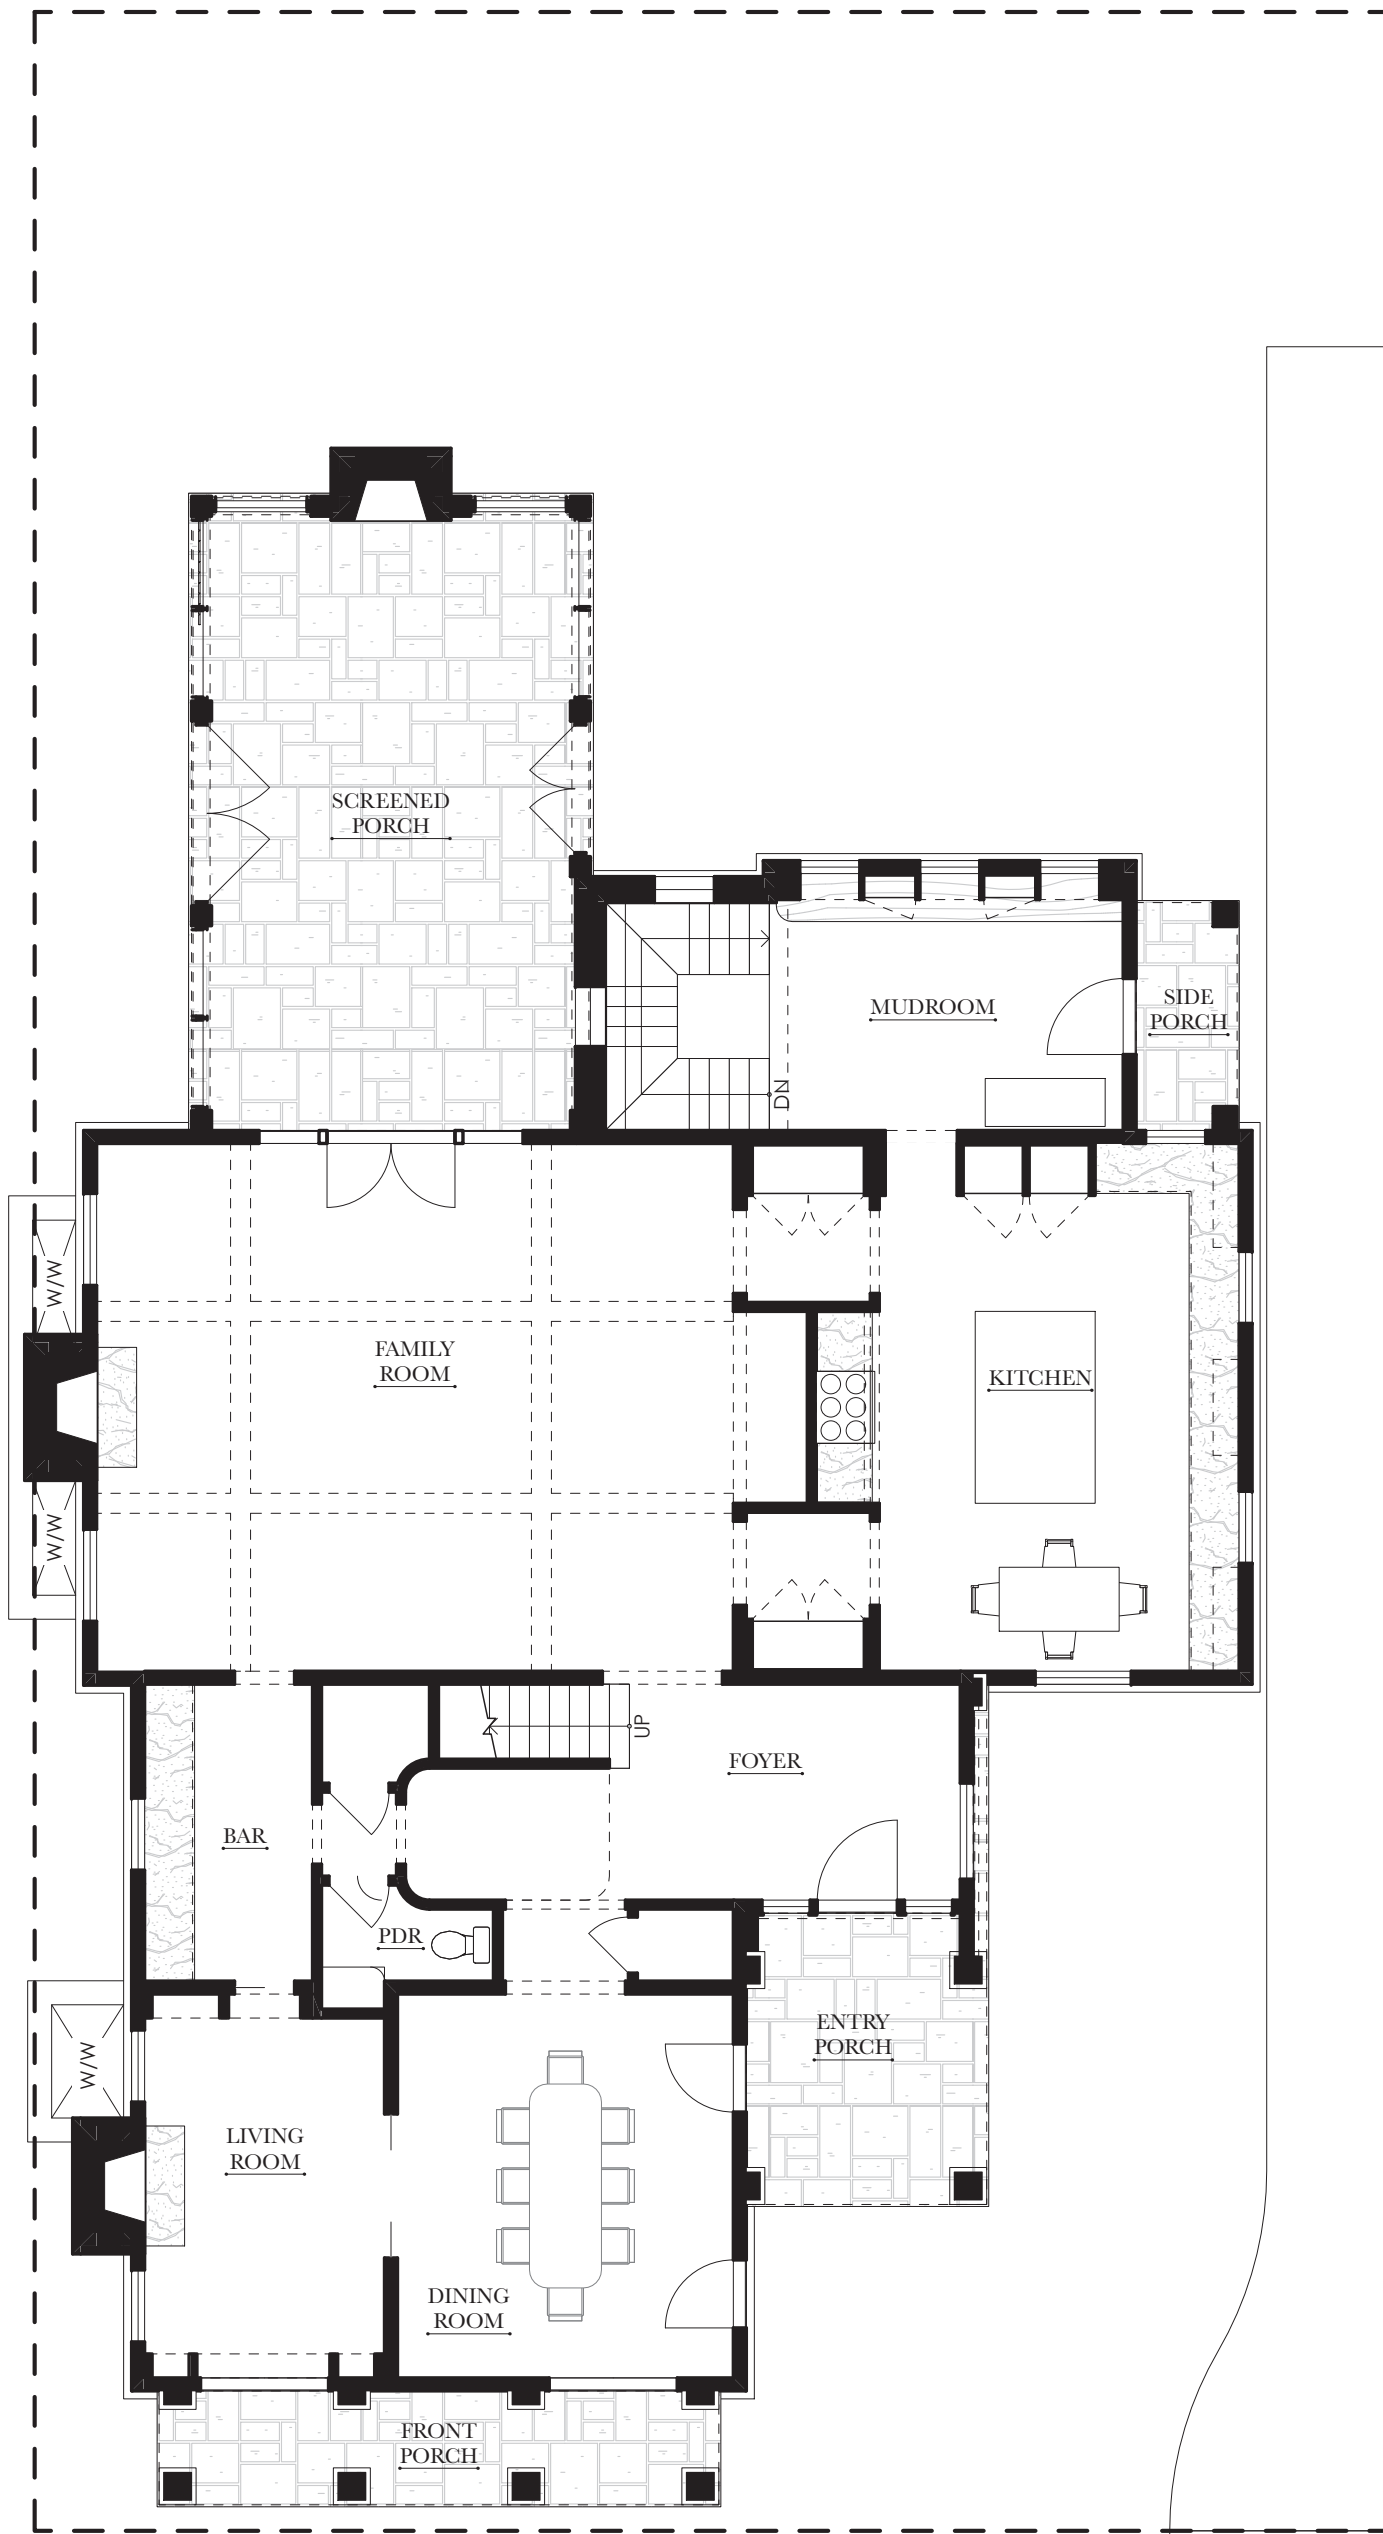 SCREENED
PORCH
MUDROOM
SIDE
PORCH
DN
W/W
FAMILY
ROOM
KITCHEN
W/W
UP
FOYER
BAR
PDR
ENTRY
PORCH
W/W
LIVING
ROOM
DINING
ROOM
FRONT
PORCH